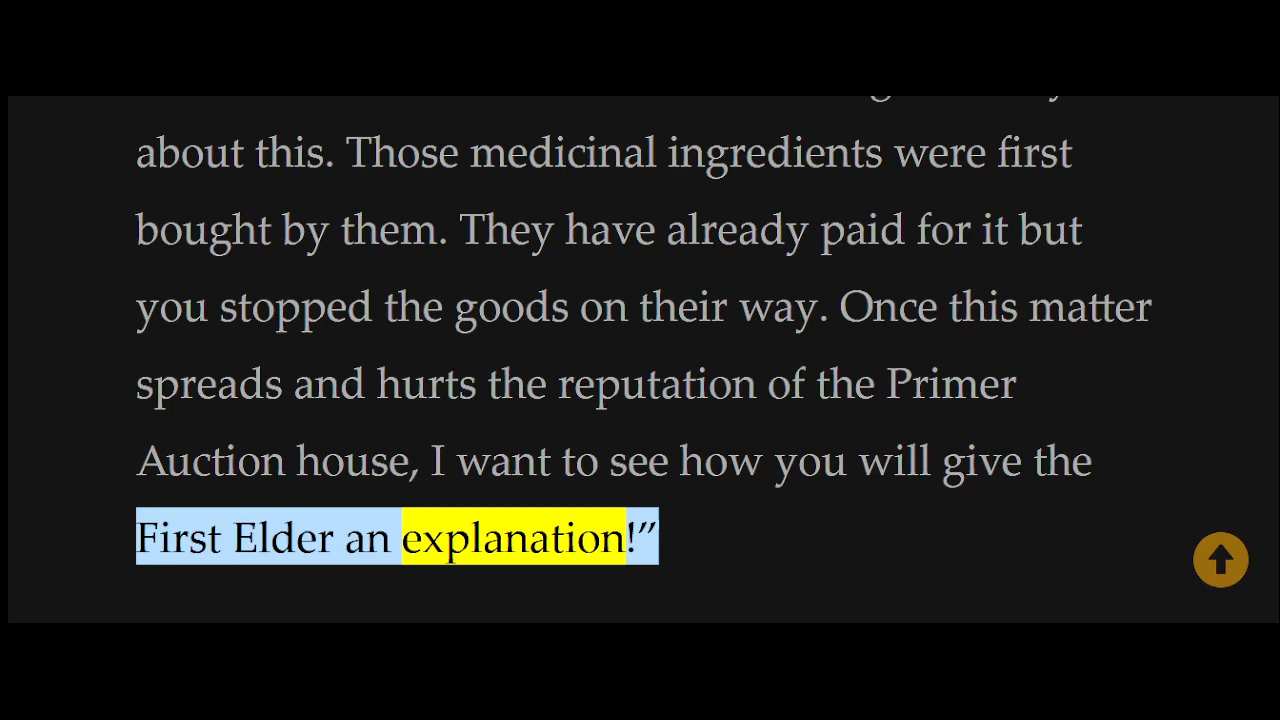 about this. Those medicinal ingredients were first
bought by them. They have already paid for it but
you stopped the goods on their way. Once this matter
spreads and hurts the reputation of the Primer
Auction house, I want to see how you will give the
First Elder an explanation!”